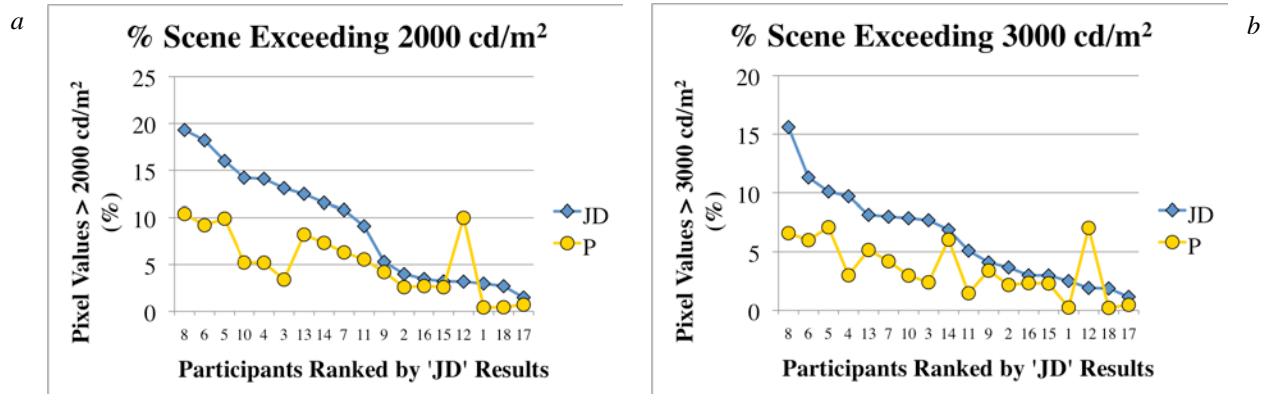 a
% Scene Exceeding 2000 cd/m²
Pixel Values > 2000 cd/m²
(%)
25
20
15
10
5
0
8 6 5 10 4 3 13 14 7 11 9 2 16 15 12 1 18 17
Participants Ranked by 'JD' Results
JD
P
% Scene Exceeding 3000 cd/m²
b
Pixel Values > 3000 cd/m²
(%)
20
15
10
5
0
8 6 5 4 13 7 10 3 14 11 9 2 16 15 1 12 18 17
Participants Ranked by 'JD' Results
JD
P